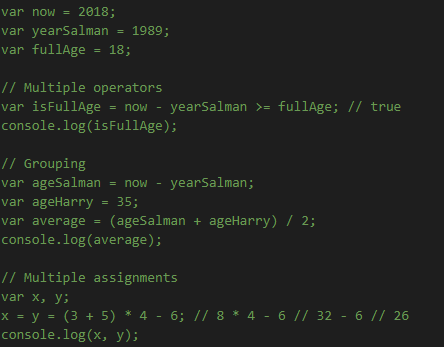 var now = 2018;
var yearSalman = 1989;
var fullAge = 18;
// Multiple operators
var isFullAge = now - yearSalman >= fullAge; // true
console.log(isFullAge);
// Grouping
var ageSalman = now - yearSalman;
var ageHarry = 35;
var average = (ageSalman + ageHarry) / 2;
console.log(average);
// Multiple assignments
var x, y;
x = y = (3 + 5) * 4 - 6; // 8 * 4 - 6 // 32 - 6 // 26
console.log(x, y);